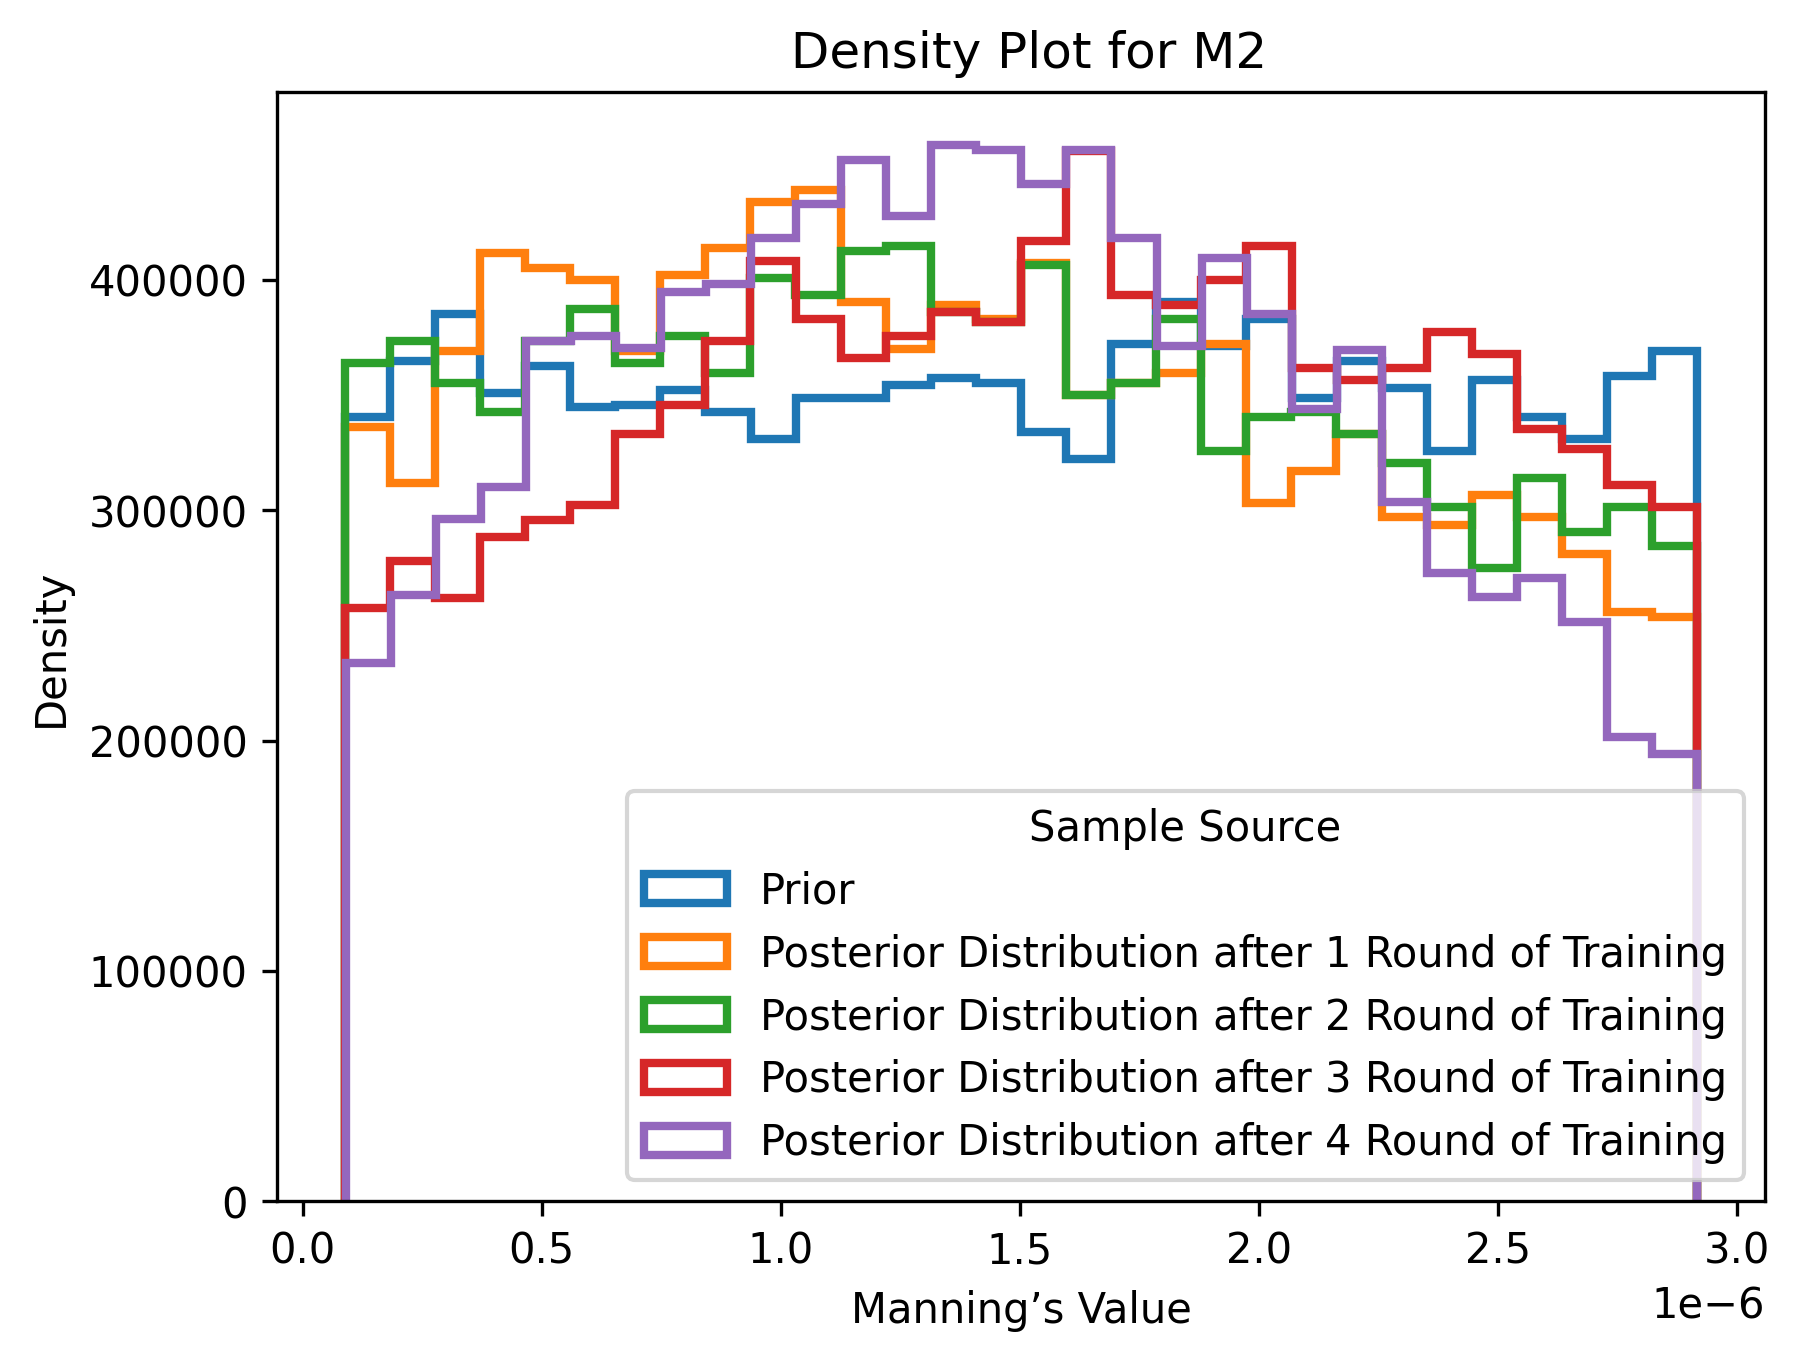 Density Plot for M2
Density
400000
300000
200000
100000
0
Sample Source
Prior
Posterior Distribution after 1 Round of Training
Posterior Distribution after 2 Round of Training
Posterior Distribution after 3 Round of Training
Posterior Distribution after 4 Round of Training
0.0 0.5 1.0 1.5 2.0 2.5 3.0
1e−6
Manning’s Value